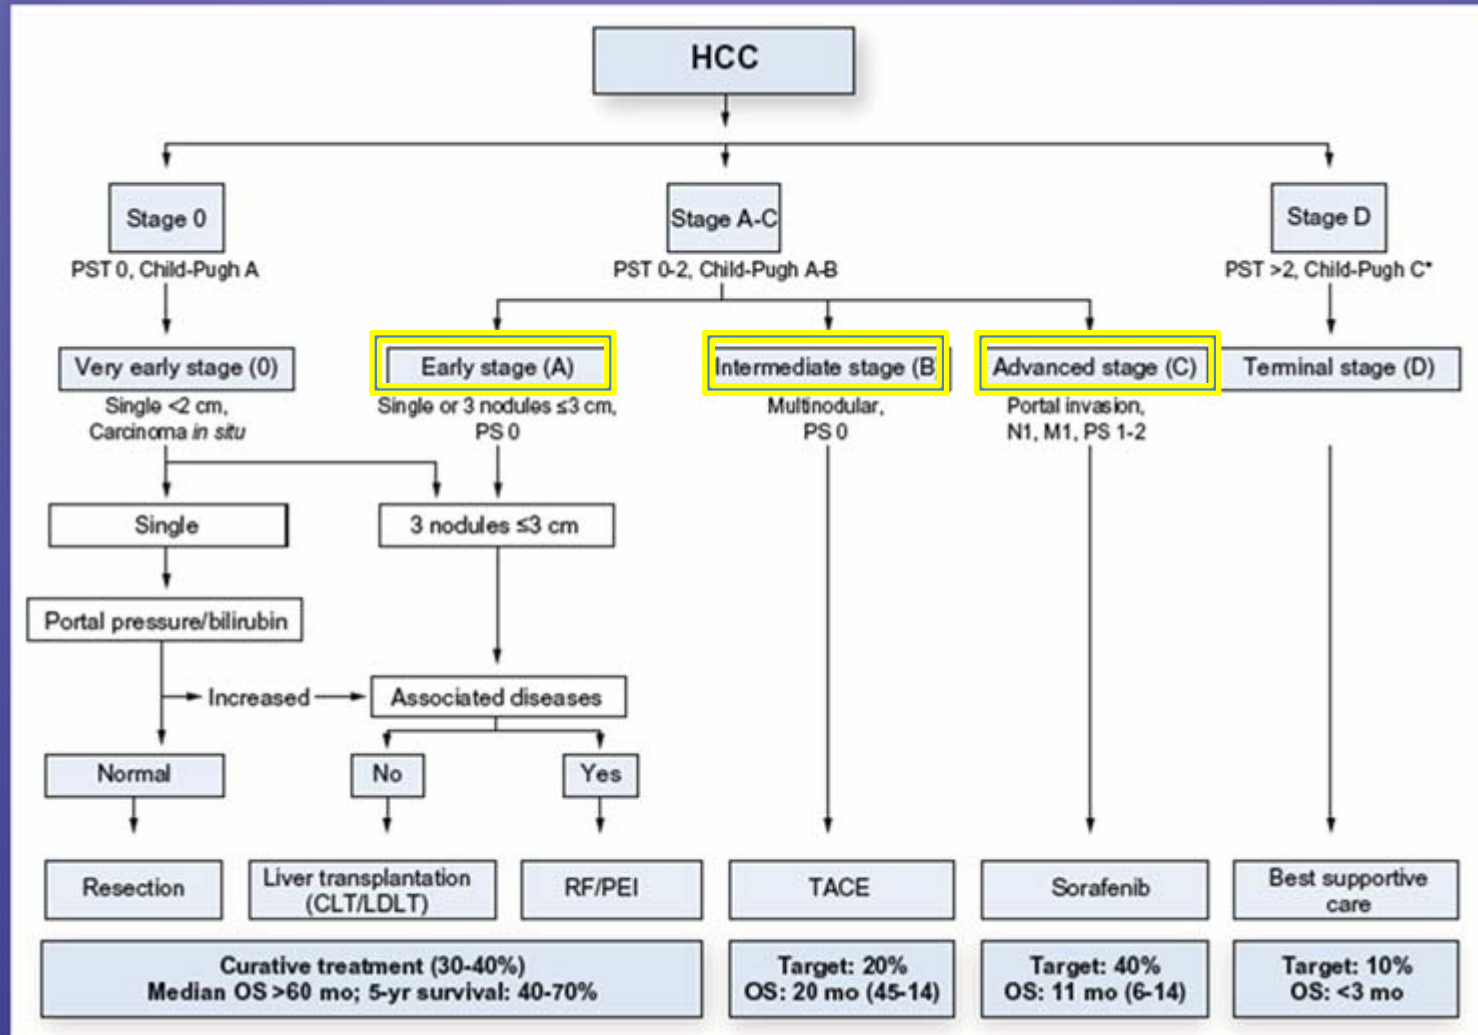 HCC
Stage 0
PST 0, Child-Pugh A
Stage A-C
PST 0-2, Child-Pugh A-B
Stage D
PST >2, Child-Pugh C*
Very early stage (0)
Single <2 cm,
Carcinoma in situ
Early stage (A)
Single or 3 nodules ≤3 cm,
PS 0
Intermediate stage (B
Multinodular,
PS 0
Advanced stage (C)
Portal invasion,
N1, M1, PS 1-2
Terminal stage (D)
Single
3 nodules ≤3 cm
Portal pressure/bilirubin
Increased
Associated diseases
Normal
No
Yes
Resection
Liver transplantation
(CLT/LDLT)
RF/PEI
TACE
Sorafenib
Best supportive
care
Curative treatment (30-40%)
Median OS >60 mo; 5-yr survival: 40-70%
Target: 20%
OS: 20 mo (45-14)
Target: 40%
OS: 11 mo (6-14)
Target: 10%
OS: <3 mo